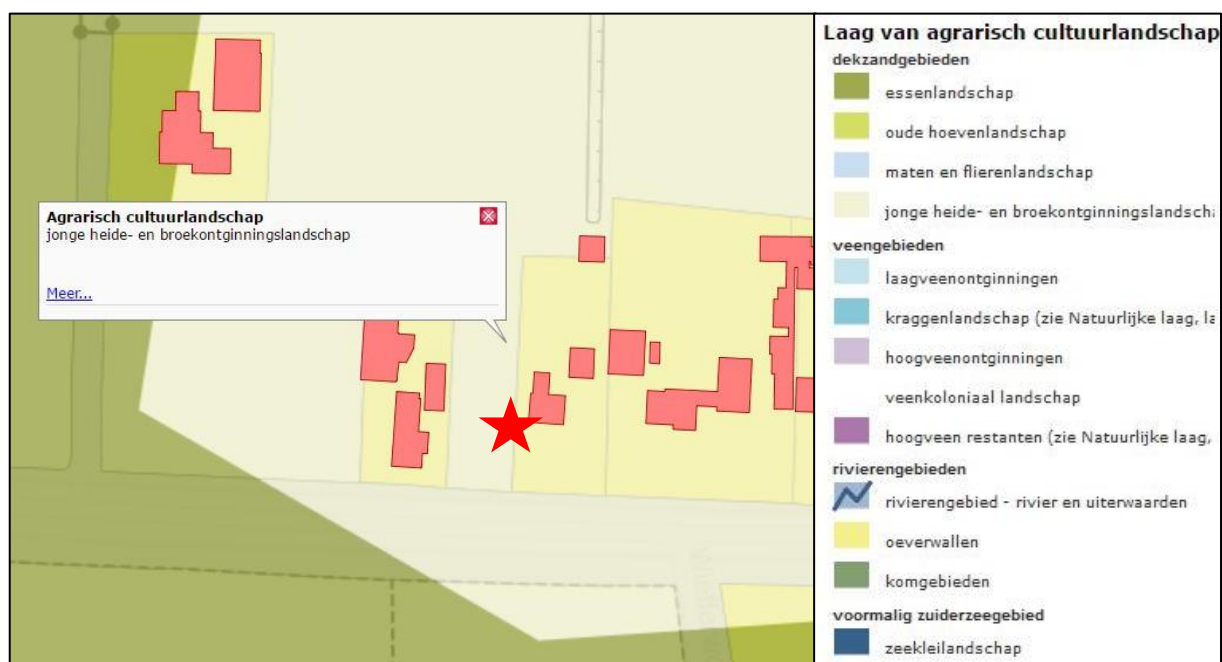 Agrarisch cultuurlandschap
jonge heide- en broekontginningslandschap
Meer...
Laag van agrarisch cultuurlandschap
dekzandgebieden
essenlandschap
oude hoevenlandschap
maten en flierenlandschap
jonge heide- en broekontginningslandsch
veengebieden
laagveenontginningen
kraggenlandschap (zie Natuurlijke laag, la
hoogveenontginningen
veenkoloniaal landschap
hoogveen restanten (zie Natuurlijke laag,
rivierengebieden
rivierengebied - rivier en uiterwaarden
oeverwallen
komgebieden
voormalig zuiderzeegebied
zeekleilandschap